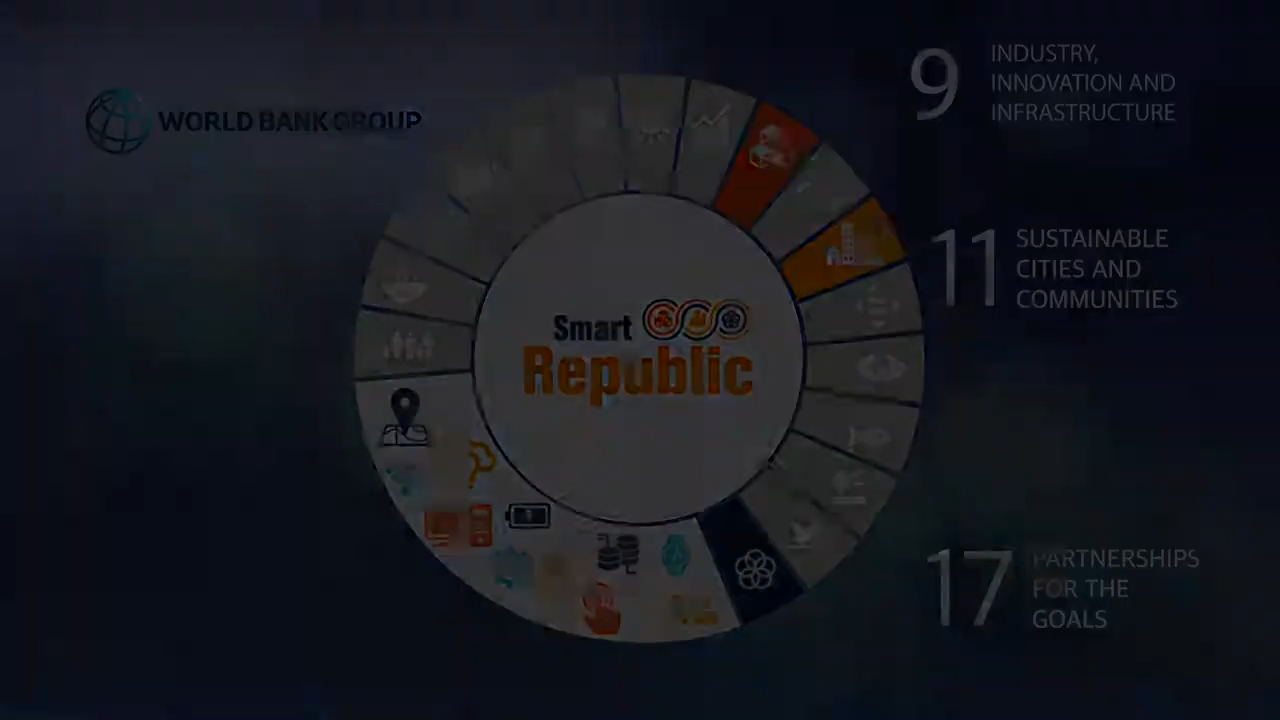 WORLD BANK GROUP
Smart
Republic
9
INDUSTRY,
INNOVATION AND
INFRASTRUCTURE
11
SUSTAINABLE
CITIES AND
COMMUNITIES
17
PARTNERSHIPS
FOR THE
GOALS